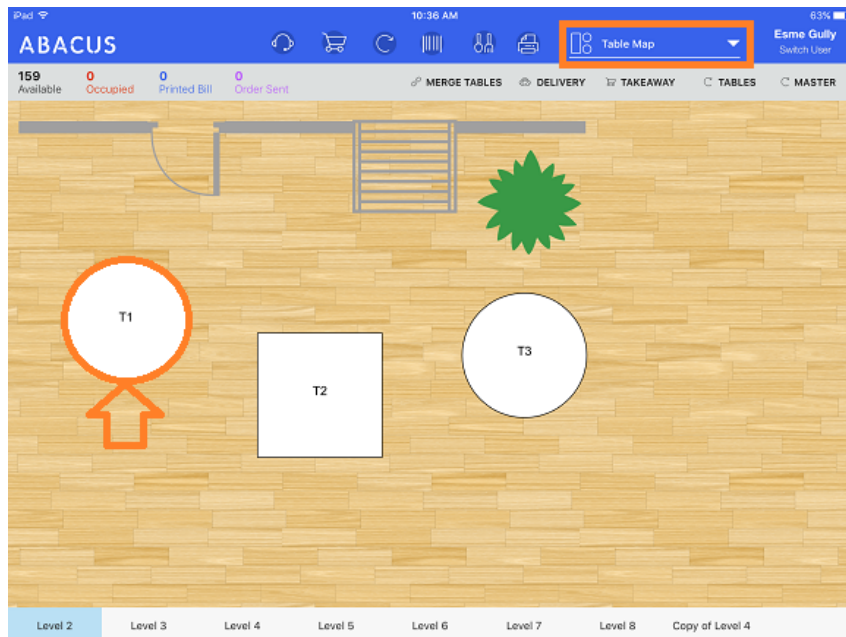 iPad 10:36 AM 63%
ABACUS Table Map Esme Gully
Switch User
159 0 0 0
Available Occupied Printed Bill Order Sent
MERGE TABLES DELIVERY TAKEAWAY TABLES MASTER
T1
T3
T2
Level 2 Level 3 Level 4 Level 5 Level 6 Level 7 Level 8 Copy of Level 4